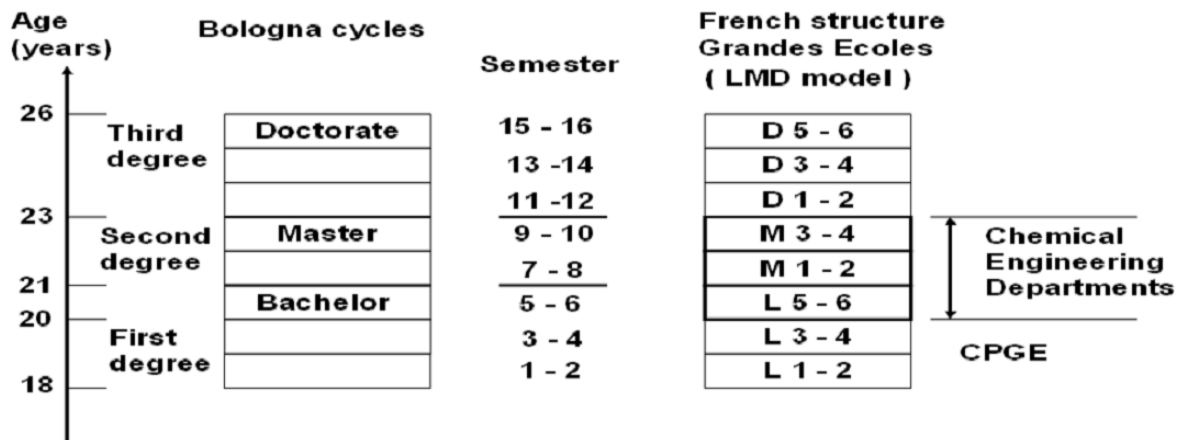 Age
(years)
Bologna cycles
Semester
French structure
Grandes Ecoles
( LMD model )
26
Third
degree
Doctorate
15 - 16
D 5 - 6
13 -14
D 3 - 4
11 -12
D 1 - 2
23
Second
degree
Master
9 - 10
M 3 - 4
Chemical
Engineering
Departments
7 - 8
M 1 - 2
21
Bachelor
5 - 6
L 5 - 6
20
First
degree
3 - 4
L 3 - 4
CPGE
1 - 2
L 1 - 2
18